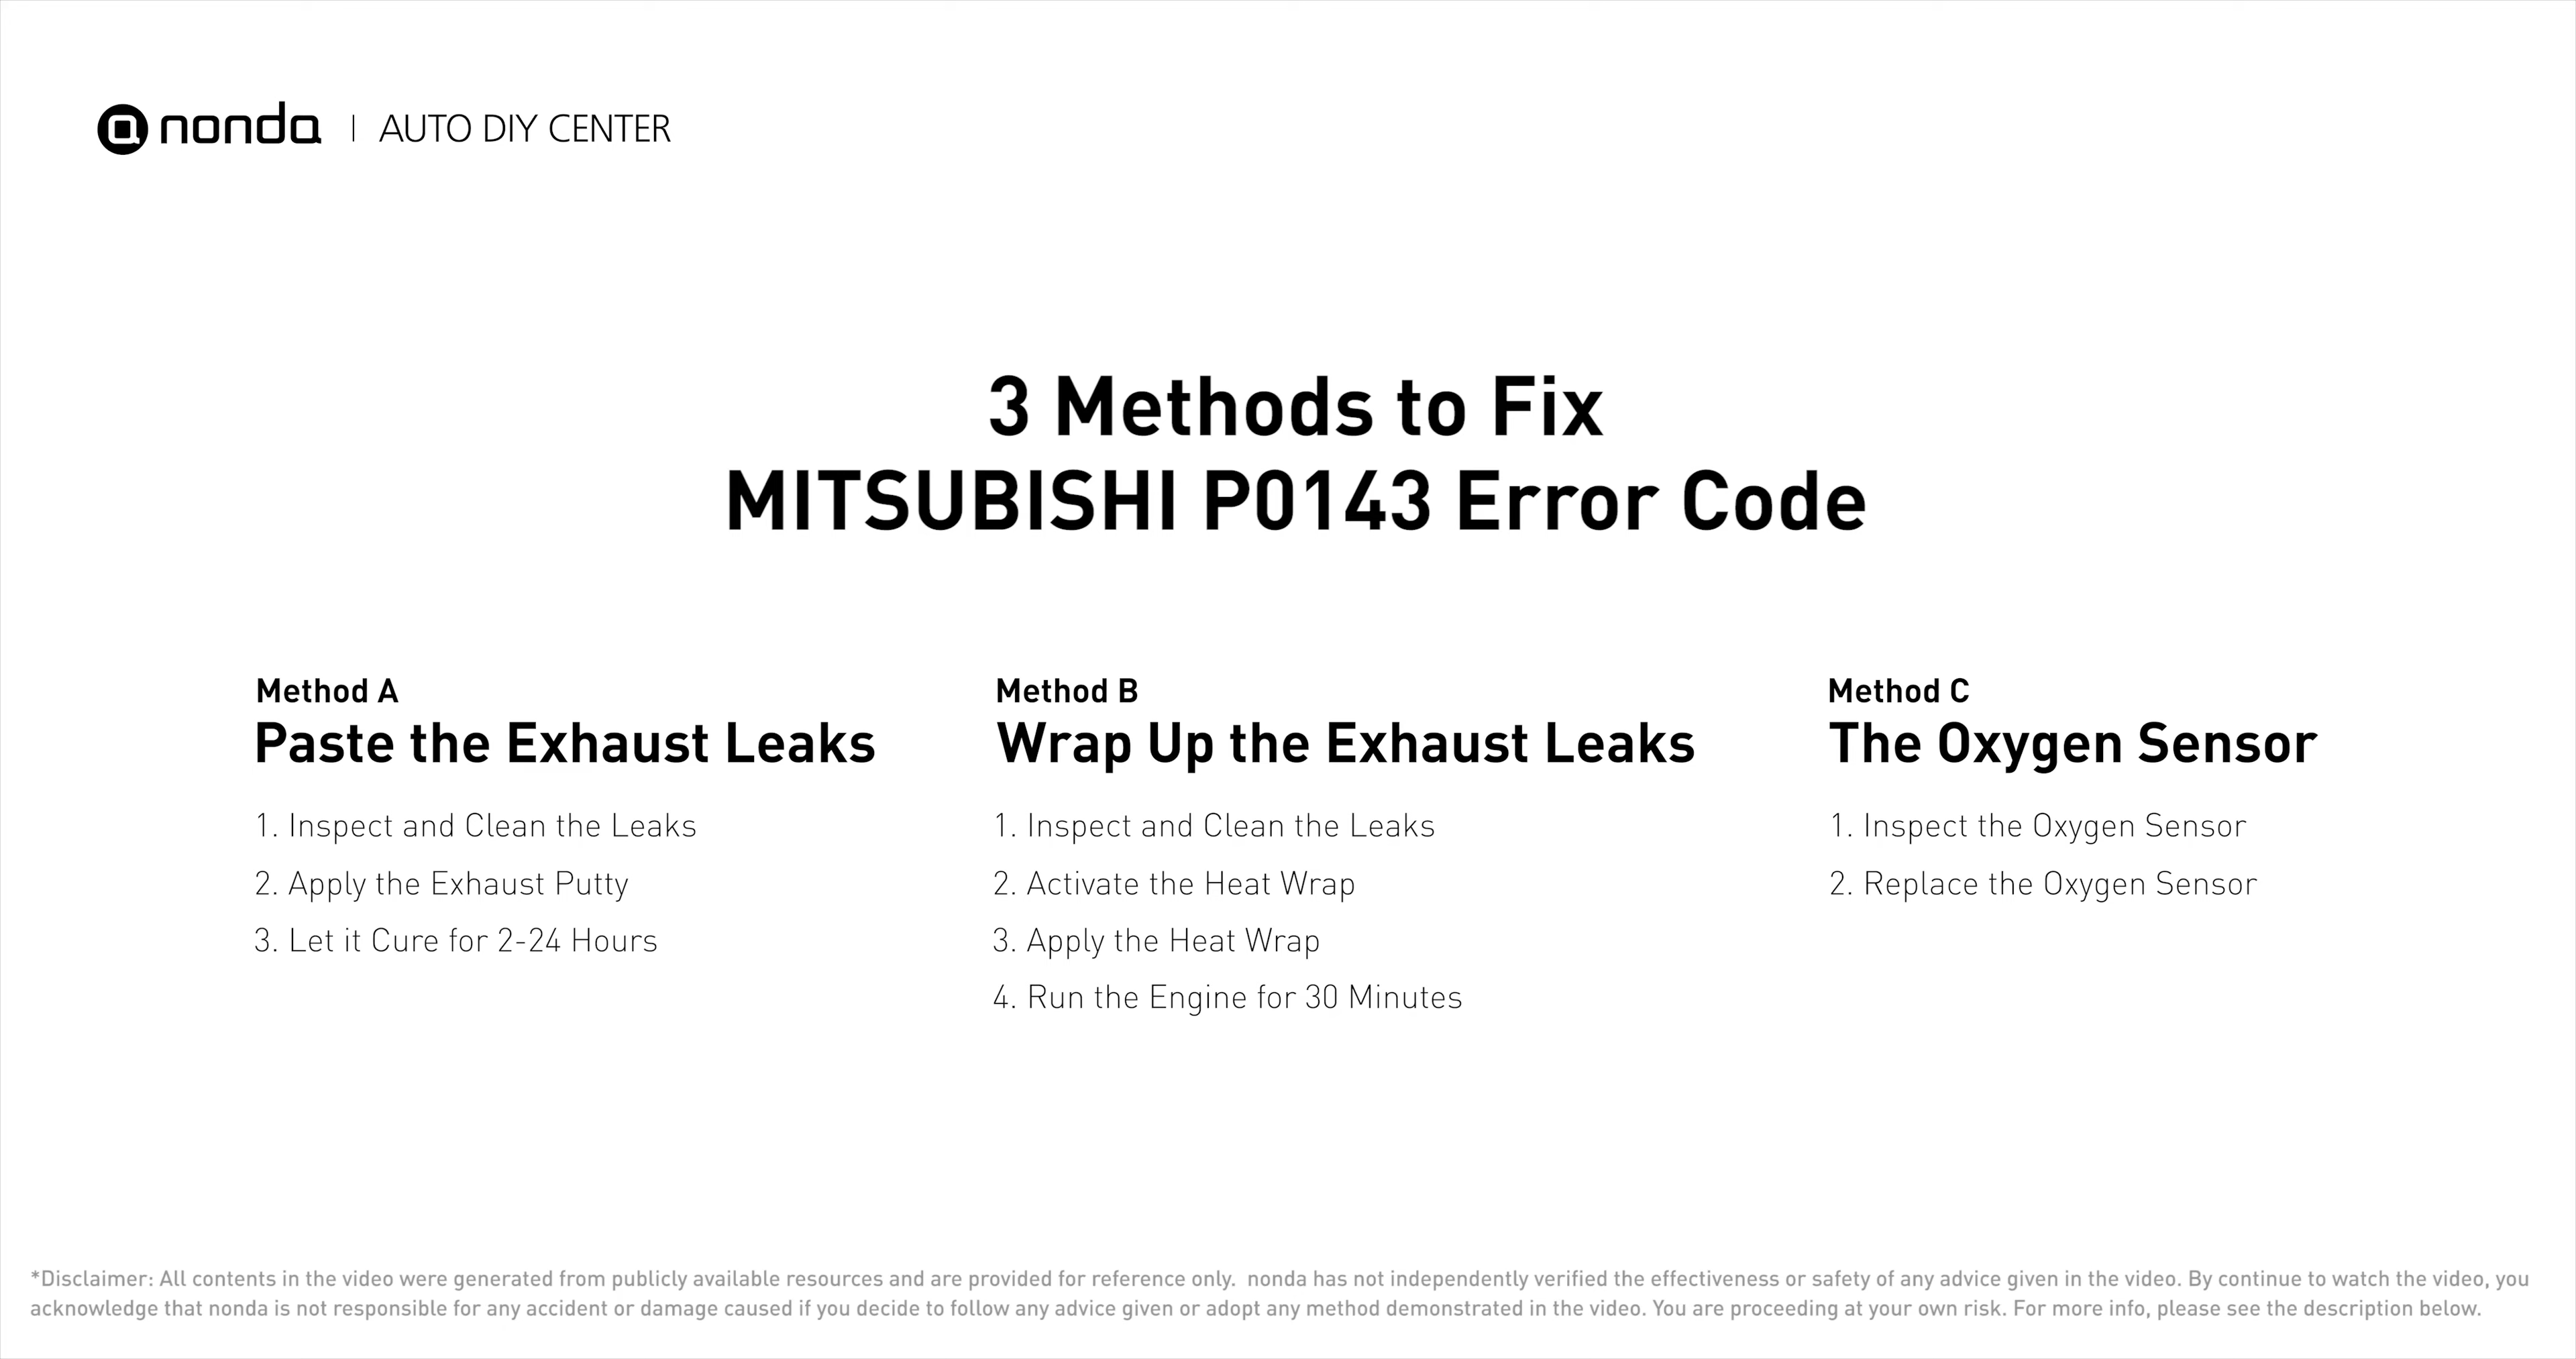 nonda | AUTO DIY CENTER
3 Methods to Fix
MITSUBISHI P0143 Error Code
Method A
Paste the Exhaust Leaks
1. Inspect and Clean the Leaks
2. Apply the Exhaust Putty
3. Let it Cure for 2-24 Hours
Method B
Wrap Up the Exhaust Leaks
1. Inspect and Clean the Leaks
2. Activate the Heat Wrap
3. Apply the Heat Wrap
4. Run the Engine for 30 Minutes
Method C
The Oxygen Sensor
1. Inspect the Oxygen Sensor
2. Replace the Oxygen Sensor
*Disclaimer: All contents in the video were generated from publicly available resources and are provided for reference only. nonda has not independently verified the effectiveness or safety of any advice given in the video. By continue to watch the video, you
acknowledge that nonda is not responsible for any accident or damage caused if you decide to follow any advice given or adopt any method demonstrated in the video. You are proceeding at your own risk. For more info, please see the description below.